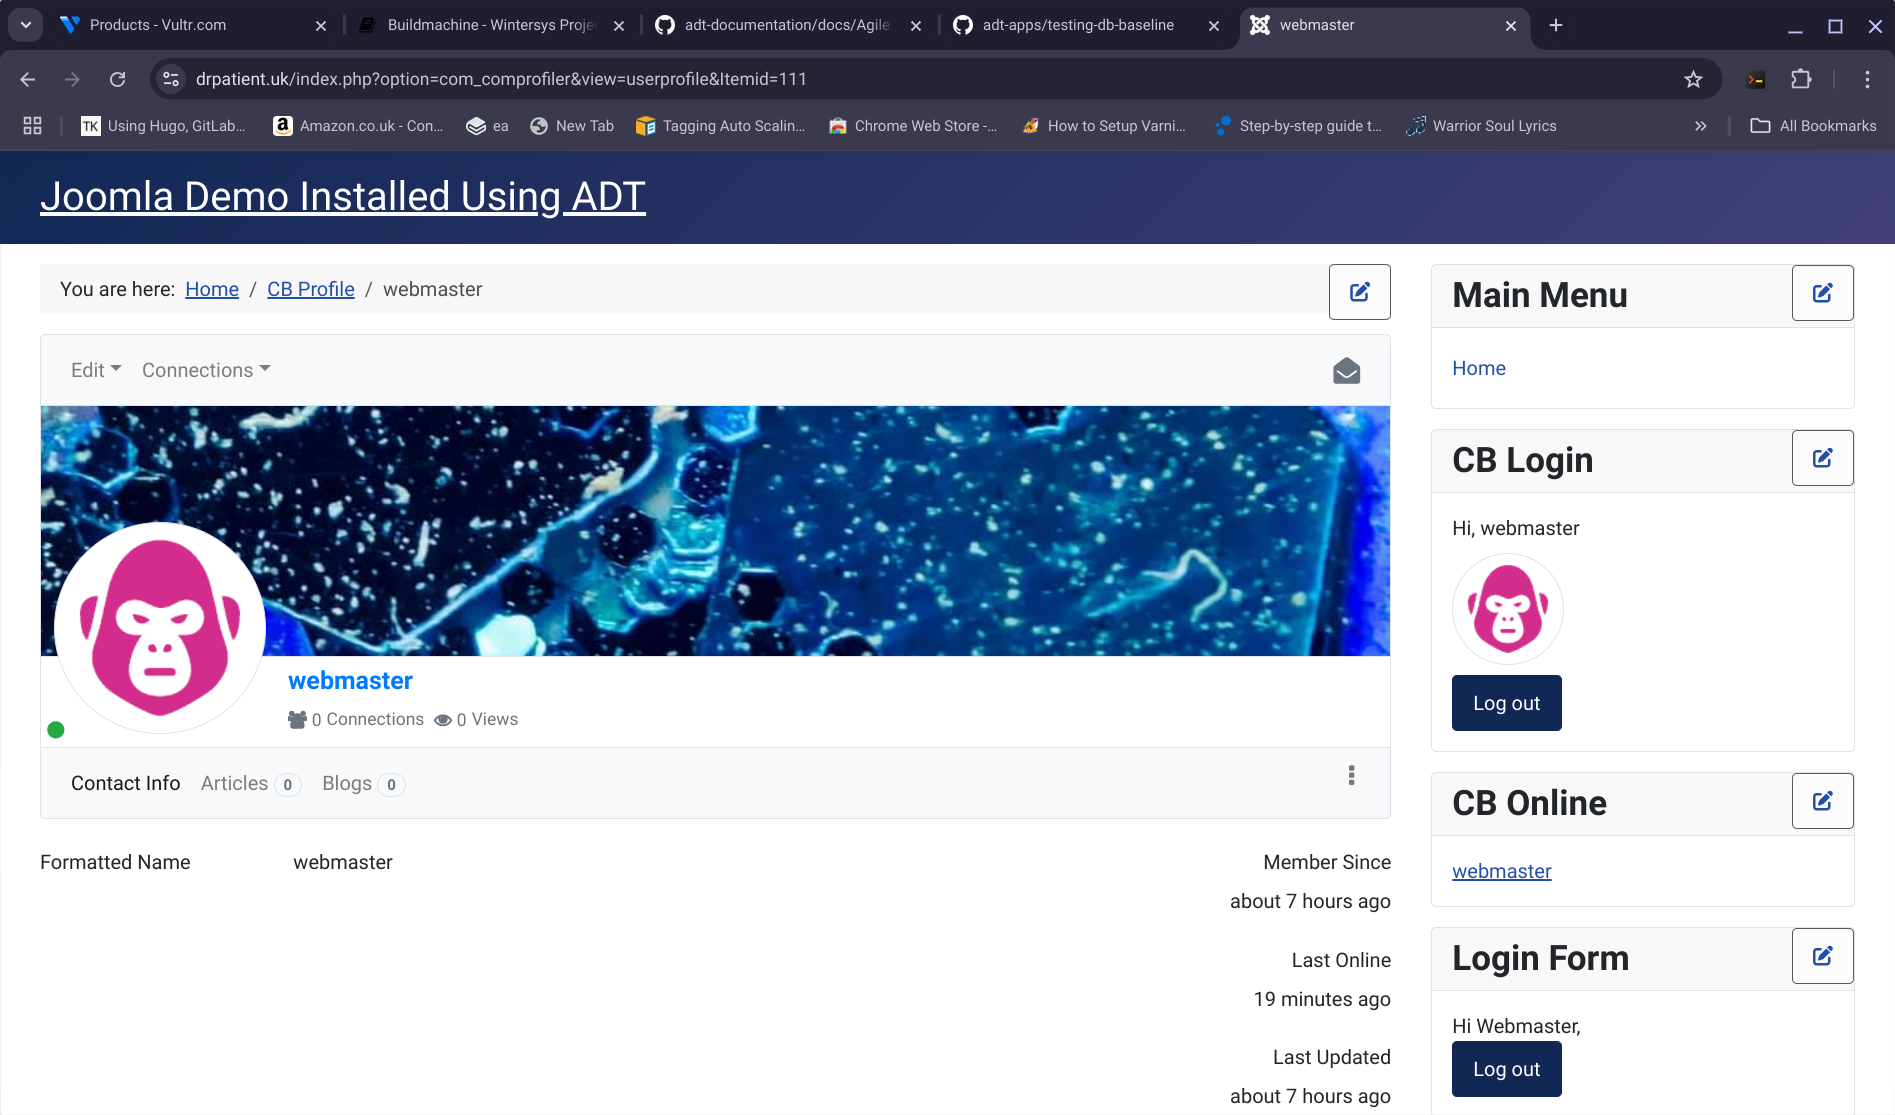 Products - Vultr.com
Buildmachine - Wintersys Proje
adt-documentation/docs/Agile
adt-apps/testing-db-baseline
webmaster
drpatient.uk/index.php?option=com_comprofiler&view=userprofile&Itemid=111
TK Using Hugo, GitLab...
a Amazon.co.uk - Con...
ea
New Tab
Tagging Auto Scalin...
Chrome Web Store -...
How to Setup Varni...
Step-by-step guide t...
Warrior Soul Lyrics
All Bookmarks
Joomla Demo Installed Using ADT
You are here: Home / CB Profile / webmaster
Edit Connections
webmaster
0 Connections 0 Views
Contact Info Articles 0 Blogs 0
Formatted Name webmaster
Member Since
about 7 hours ago
Last Online
19 minutes ago
Last Updated
about 7 hours ago
Main Menu
Home
CB Login
Hi, webmaster
Log out
CB Online
webmaster
Login Form
Hi Webmaster,
Log out